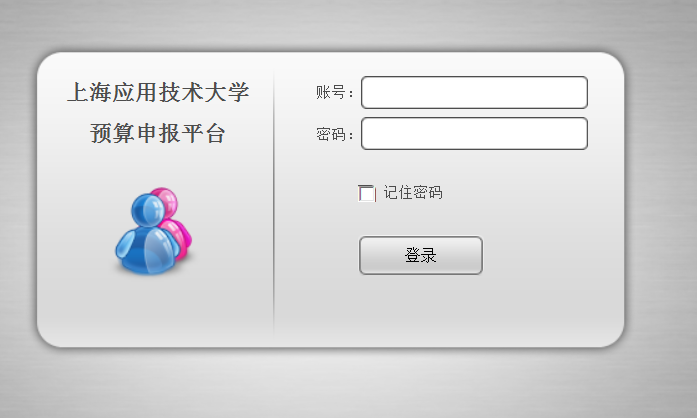 上海应用技术大学
预算申报平台
账号：
密码：
记住密码
登录